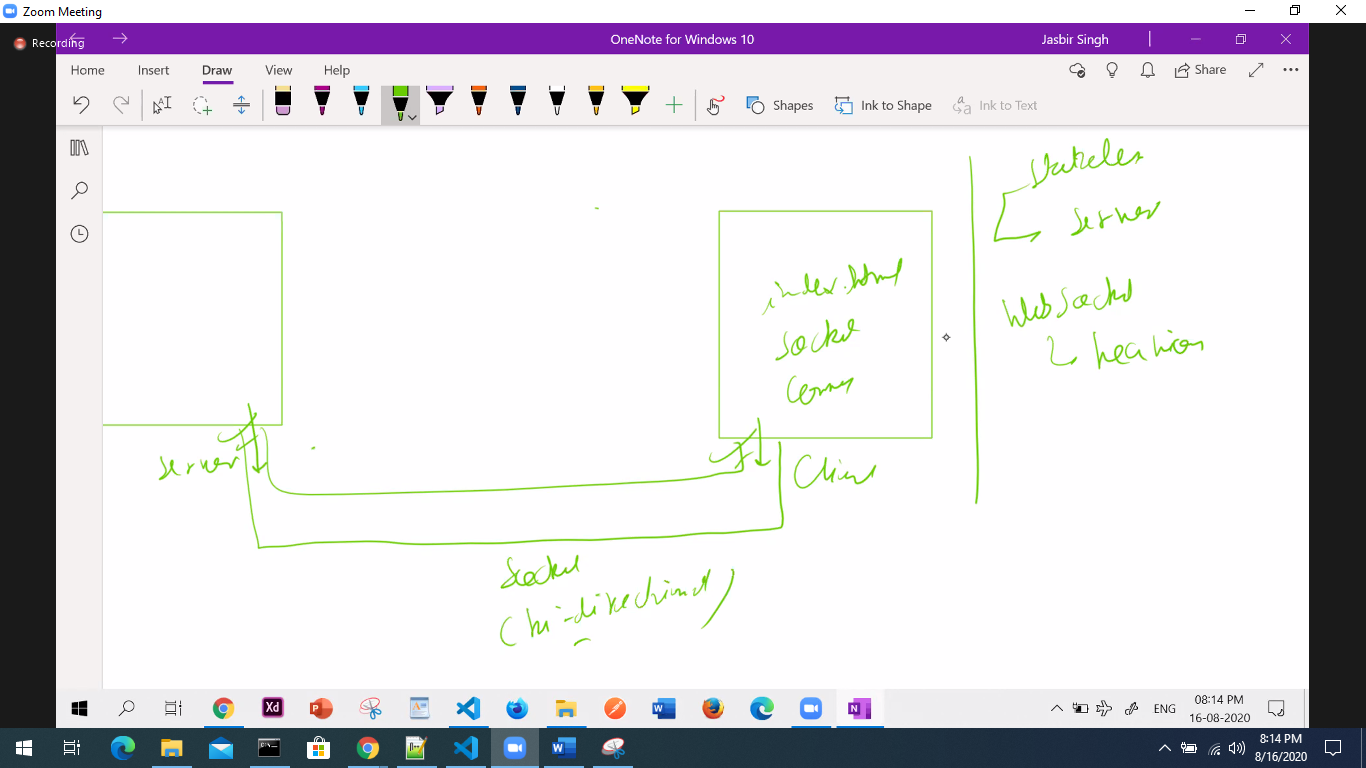 Zoom Meeting
Recording
OneNote for Windows 10
Jasbir Singh
Home Insert Draw View Help
Share
Shapes
Ink to Shape
Ink to Text
server
index.html
socket
Client
Socket
(bi-directional)
Stateless
server
WebSocket
08:14 PM
ENG
16-08-2020
8:14 PM
8/16/2020